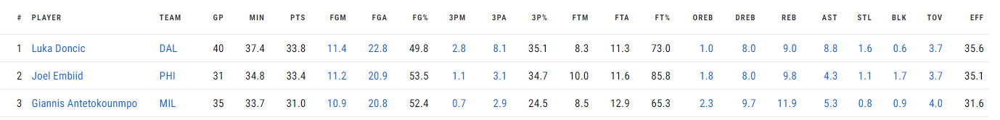 # PLAYER TEAM GP MIN PTS FGM FGA FG% 3PM 3PA 3P% FTM FTA FT% OREB DREB REB AST STL BLK TOV EFF
1 Luka Doncic DAL 40 37.4 33.8 11.4 22.8 49.8 2.8 8.1 35.1 8.3 11.3 73.0 1.0 8.0 9.0 8.8 1.6 0.6 3.7 35.6
2 Joel Embiid PHI 31 34.8 33.4 11.2 20.9 53.5 1.1 3.1 34.7 10.0 11.6 85.8 1.8 8.0 9.8 4.3 1.1 1.7 3.7 35.1
3 Giannis Antetokounmpo MIL 35 33.7 31.0 10.9 20.8 52.4 0.7 2.9 24.5 8.5 12.9 65.3 2.3 9.7 11.9 5.3 0.8 0.9 4.0 31.6